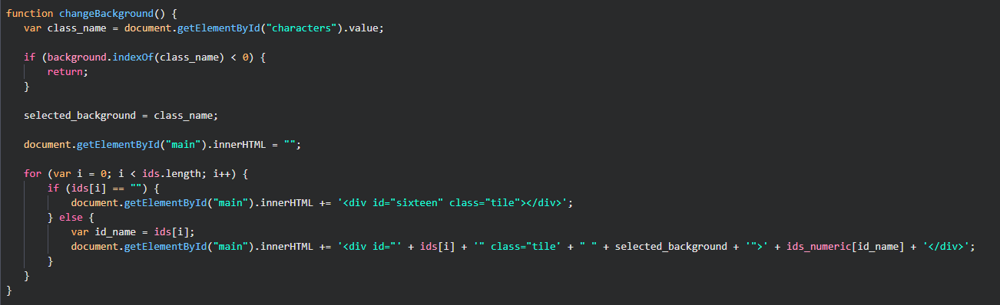 function changeBackground() {
    var class_name = document.getElementById("characters").value;

    if (background.indexOf(class_name) < 0) {
        return;
    }

    selected_background = class_name;

    document.getElementById("main").innerHTML = "";

    for (var i = 0; i < ids.length; i++) {
        if (ids[i] == "") {
            document.getElementById("main").innerHTML += '<div id="sixteen" class="tile"></div>';
        } else {
            var id_name = ids[i];
            document.getElementById("main").innerHTML += '<div id="' + ids[i] + '" class="tile' + " " + selected_background + '">' + ids_numeric[id_name] + '</div>';
        }
    }
}